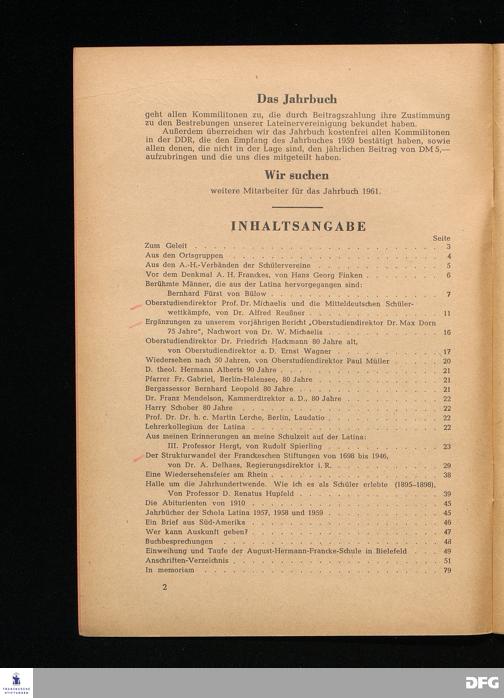 Das Jahrbuch
geht allen Kommilitonen zu, die durch Beitragszahlung ihre Zustimmung
zu den Bestrebungen unserer Lateinervereinigung bekundet haben.
Außerdem überreichen wir das Jahrbuch kostenfrei allen Kommilitonen
in der DDR, die den Empfang des Jahrbuches 1959 bestätigt haben, sowie
allen denen, die nicht in der Lage sind, den jährlichen Beitrag von DM 5,—
aufzubringen und die uns dies mitgeteilt haben.
Wir suchen
weitere Mitarbeiter für das Jahrbuch 1961.
INHALTSANGABE
Seite
Zum Geleit . . . . . . . . . . 3
Aus den Ortsgruppen . . . . . . . . . . 4
Aus den A.-H.-Verbänden der Schülervereine . . . . . . . . 5
Vor dem Denkmal A. H. Franckes, von Hans Georg Finken . . . . . 6
Berühmte Männer, die aus der Latina hervorgegangen sind:
Bernhard Fürst von Bülow . . . . . . . . 7
Oberstudiendirektor Prof. Dr. Michaelis und die Mitteldeutschen Schüler-
wettkämpfe, von Dr. Alfred Reußner . . . . . . . 11
Ergänzungen zu unserem vorjährigen Bericht „Oberstudiendirektor Dr. Max Dorn
75 Jahre“, Nachwort von Dr. W. Michaelis . . . . . . 16
Oberstudiendirektor Dr. Friedrich Hackmann 80 Jahre alt,
von Oberstudiendirektor a. D. Ernst Wagner . . . . . . 17
Wiedersehen nach 50 Jahren, von Oberstudiendirektor Paul Müller . . . 20
D. theol. Hermann Alberts 90 Jahre . . . . . . . . 21
Pfarrer Fr. Gabriel, Berlin-Halensee, 80 Jahre . . . . . . . 21
Bergassessor Bernhard Leopold 80 Jahre . . . . . . . . 21
Dr. Franz Mendelson, Kammerdirektor a. D., 80 Jahre . . . . . 22
Harry Schober 80 Jahre . . . . . . . . 22
Prof. Dr. Dr. h. c. Martin Lerche, Berlin, Laudatio . . . . . . 22
Lehrerkollegium der Latina . . . . . . . . 22
Aus meinen Erinnerungen an meine Schulzeit auf der Latina:
III. Professor Hergt, von Rudolf Spierling . . . . . . 23
Der Strukturwandel der Franckeschen Stiftungen von 1698 bis 1946,
von Dr. A. Delhaes, Regierungsdirektor i. R. . . . . . . 29
Eine Wiedersehensfeier am Rhein . . . . . . . . 38
Halle um die Jahrhundertwende. Wie ich es als Schüler erlebte (1895–1898),
Von Professor D. Renatus Hupfeld . . . . . . . 39
Die Abiturienten von 1910 . . . . . . . . 45
Jahrbücher der Schola Latina 1957, 1958 und 1959 . . . . . . 45
Ein Brief aus Süd-Amerika . . . . . . . . 46
Wer kann Auskunft geben? . . . . . . . . 47
Buchbesprechungen . . . . . . . . 48
Einweihung und Taufe der August-Hermann-Francke-Schule in Bielefeld . 49
Anschriften-Verzeichnis . . . . . . . . 51
In memoriam . . . . . . . . 79
2
FRANCKESCHE
STIFTUNGEN
DFG